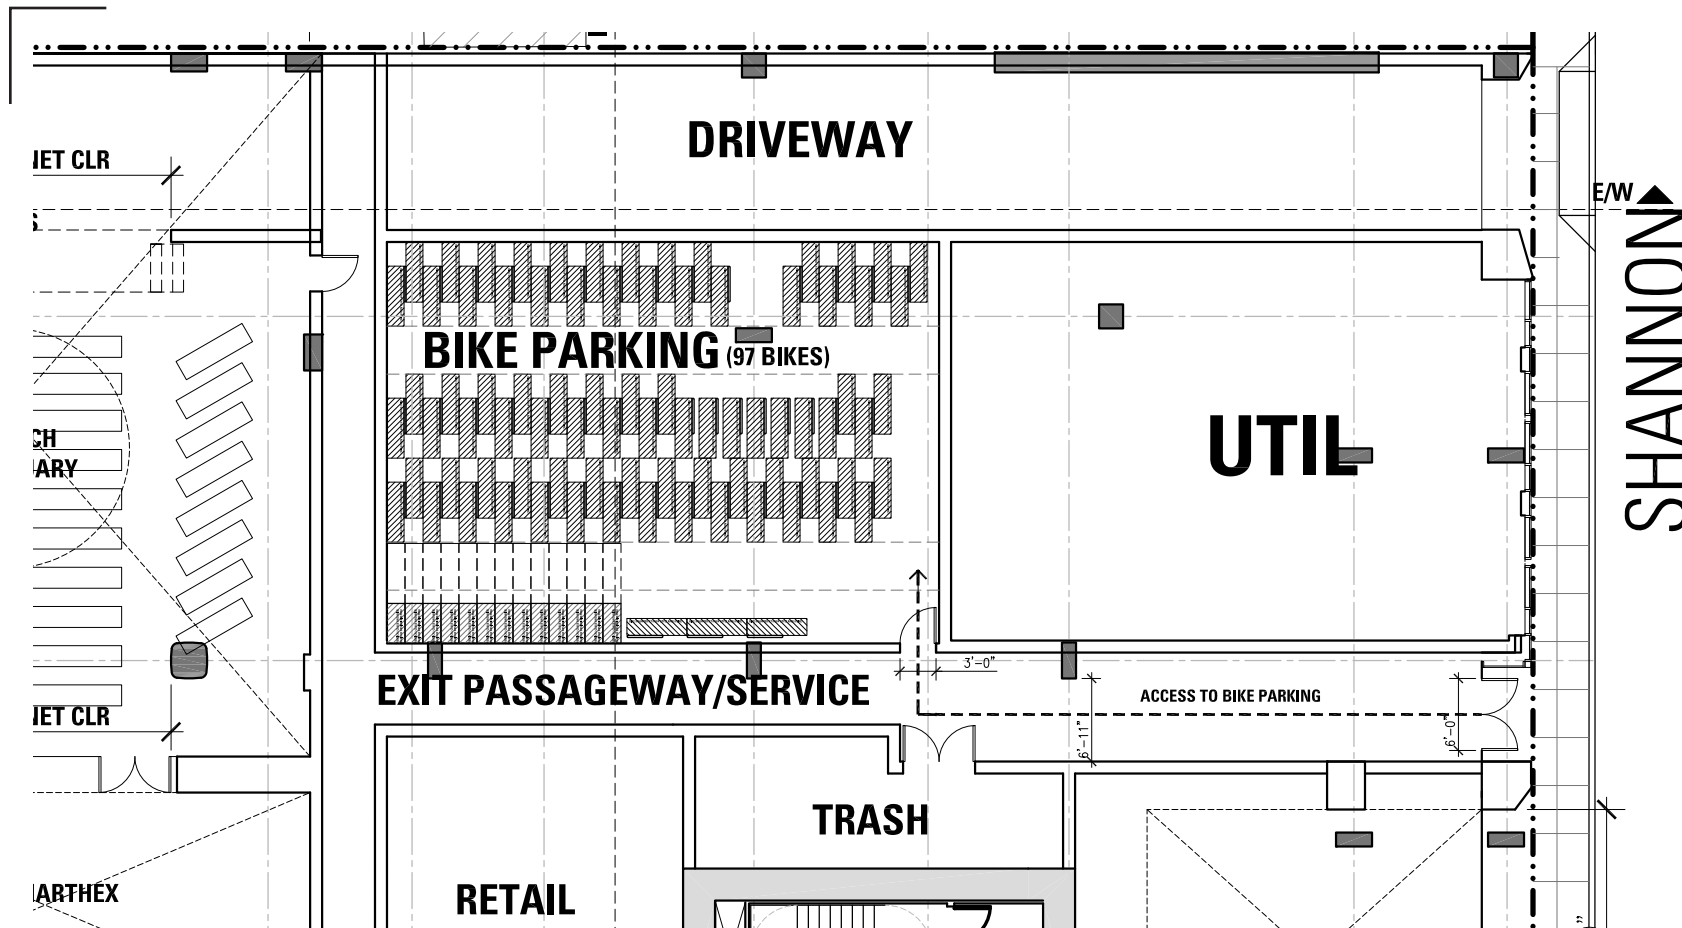 DRIVEWAY
NET CLR
E/W
SHANNON
BIKE PARKING (97 BIKES)
UTIL
3'-0"
EXIT PASSAGEWAY/SERVICE
ACCESS TO BIKE PARKING
6'-11"
6'-0"
NET CLR
TRASH
RETAIL